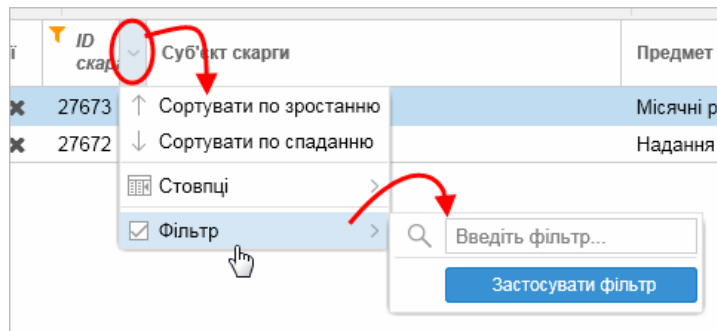 ї
ID
Суб'єкт скарги
Предмет
27673
Сортувати по зростанню
Місячні
27672
Сортувати по спаданню
Надання
Стовпці
Фільтр
Введіть фільтр...
Застосувати фільтр